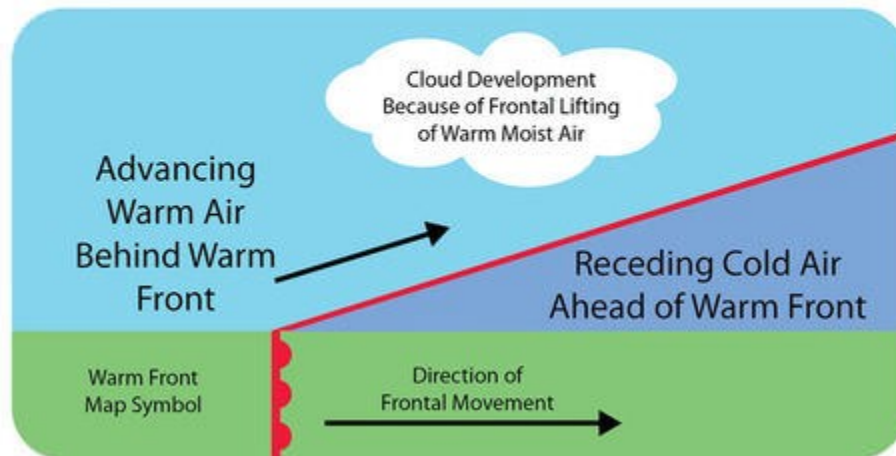 Cloud Development
Because of Frontal Lifting
of Warm Moist Air
Advancing
Warm Air
Behind Warm
Front
Receding Cold Air
Ahead of Warm Front
Warm Front
Map Symbol
Direction of
Frontal Movement